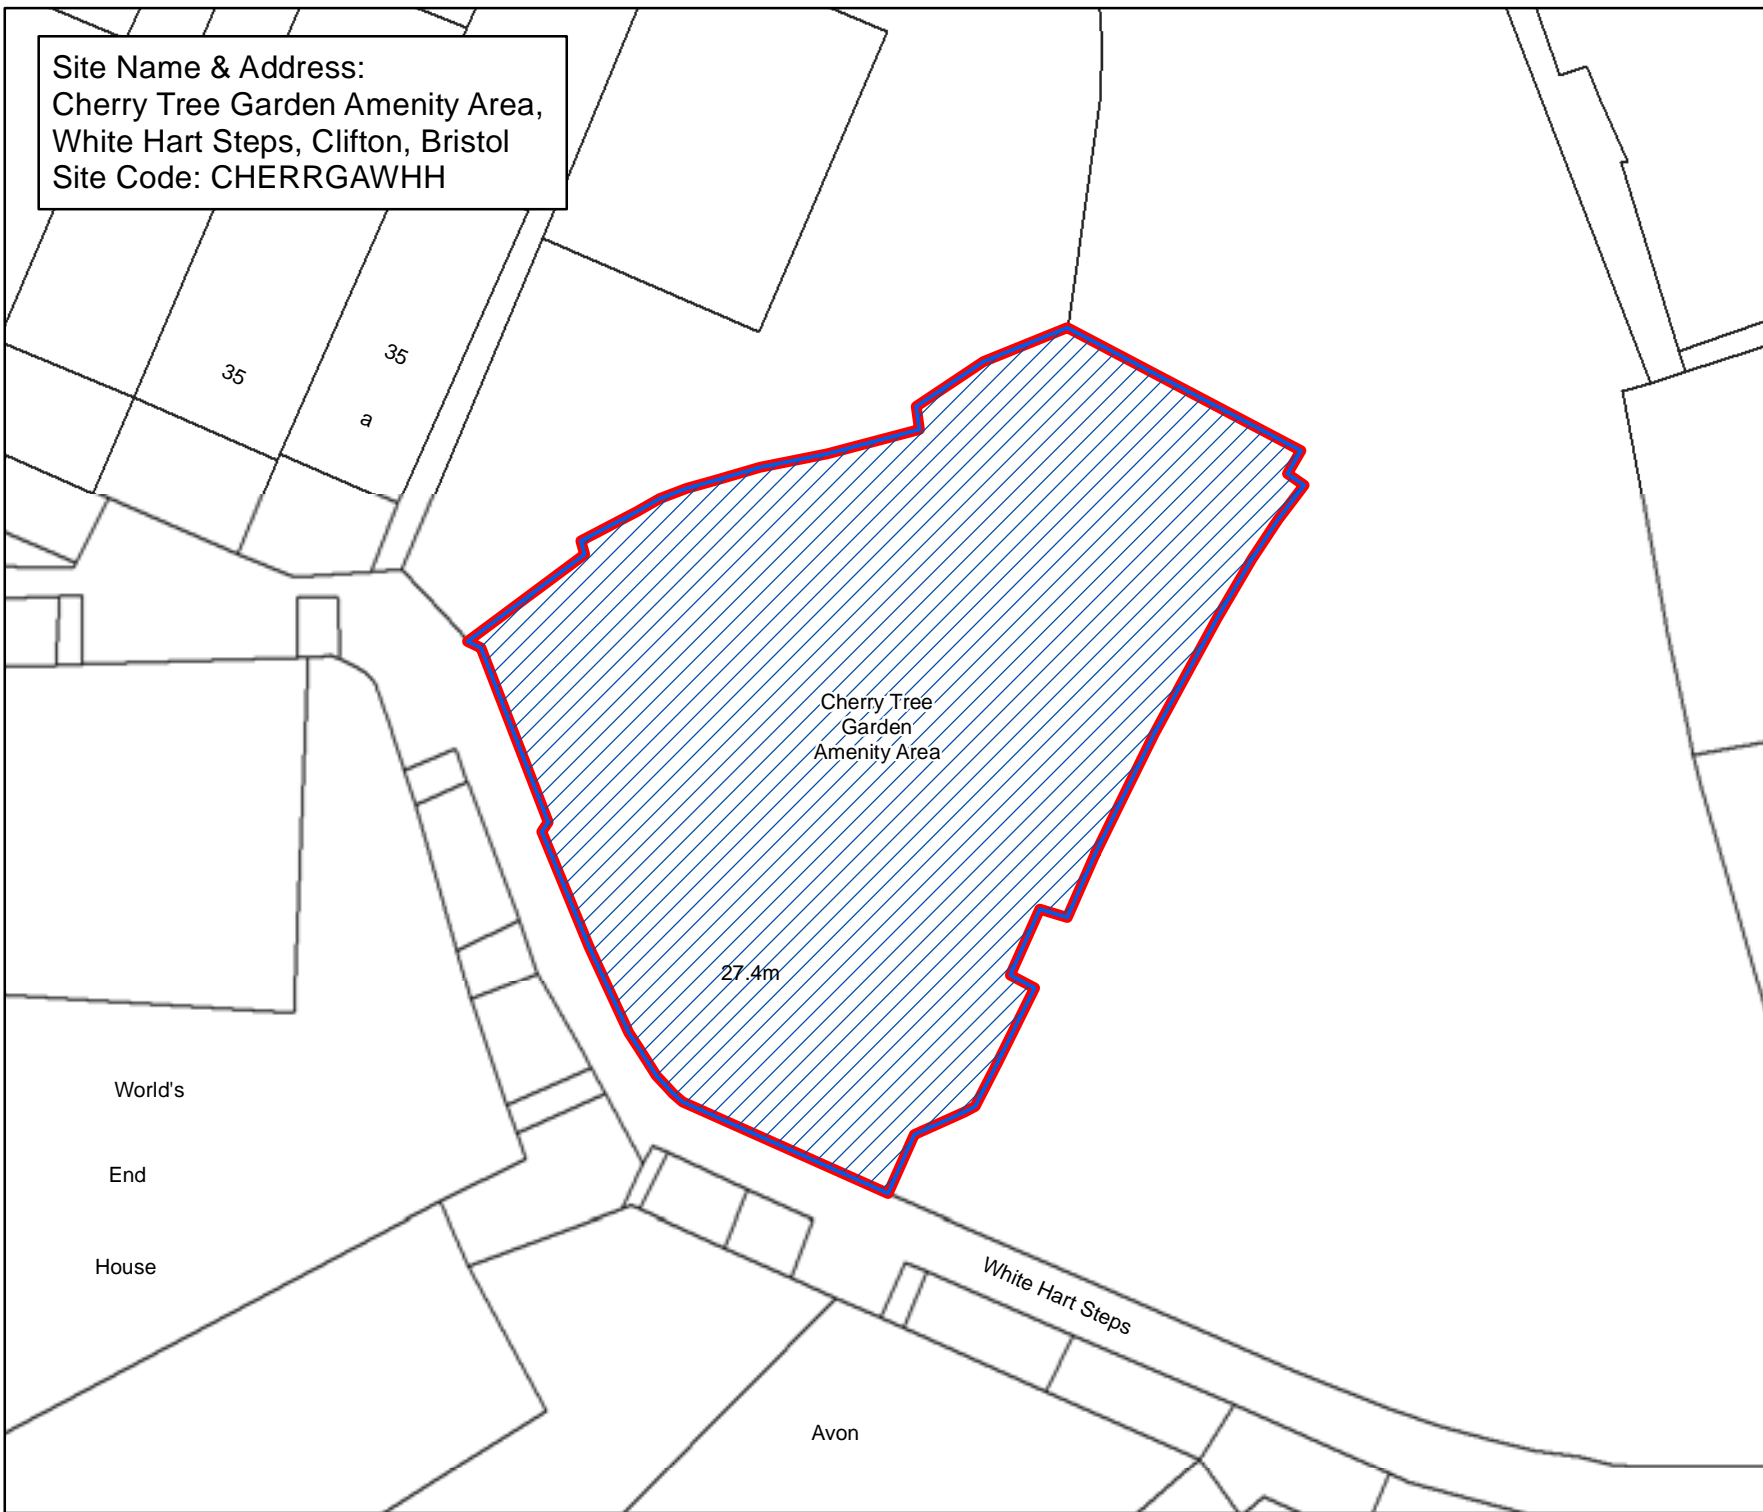 Site Name & Address:
Cherry Tree Garden Amenity Area,
White Hart Steps, Clifton, Bristol
Site Code: CHERRGAWHH
35
35
a
Cherry Tree
Garden
Amenity Area
27.4m
World's
End
House
White Hart Steps
Avon